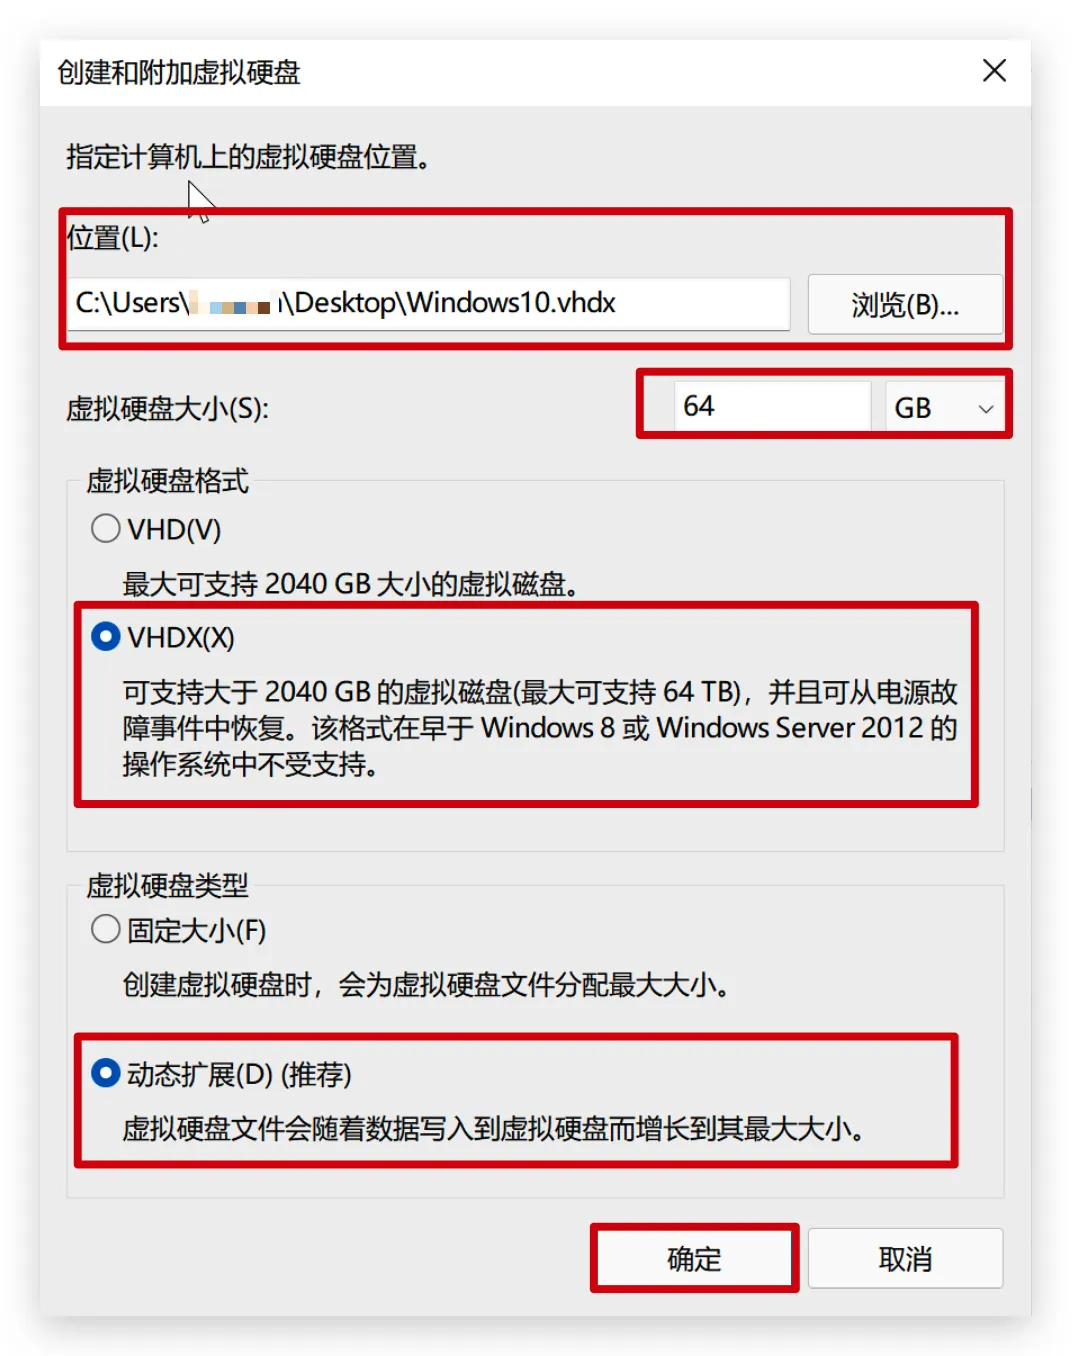 创建和附加虚拟硬盘
指定计算机上的虚拟硬盘位置。
位置(L):
C:\Users\ \Desktop\Windows10.vhdx
浏览(B)...
虚拟硬盘大小(S):
64
GB
虚拟硬盘格式
VHD(V)
最大可支持 2040 GB 大小的虚拟磁盘。
VHDX(X)
可支持大于 2040 GB 的虚拟磁盘(最大可支持 64 TB)，并且可从电源故
障事件中恢复。该格式在早于 Windows 8 或 Windows Server 2012 的
操作系统中不受支持。
虚拟硬盘类型
固定大小(F)
创建虚拟硬盘时，会为虚拟硬盘文件分配最大大小。
动态扩展(D) (推荐)
虚拟硬盘文件会随着数据写入到虚拟硬盘而增长到其最大大小。
确定
取消